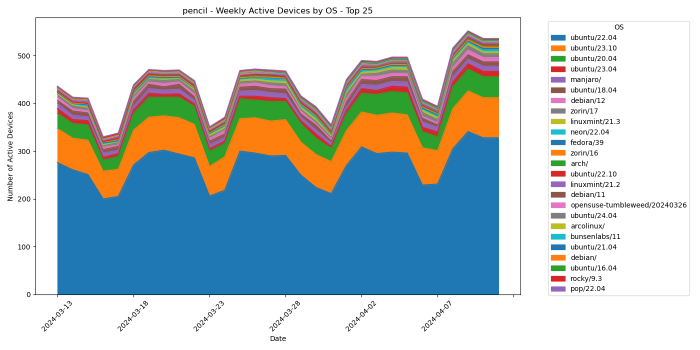 pencil - Weekly Active Devices by OS - Top 25
Number of Active Devices
500
400
300
200
100
0
2024-03-13
2024-03-18
2024-03-23
2024-03-28
2024-04-02
2024-04-07
Date
OS
ubuntu/22.04
ubuntu/23.10
ubuntu/20.04
ubuntu/23.04
manjaro/
ubuntu/18.04
debian/12
zorin/17
linuxmint/21.3
neon/22.04
fedora/39
zorin/16
arch/
ubuntu/22.10
linuxmint/21.2
debian/11
opensuse-tumbleweed/20240326
ubuntu/24.04
arcolinux/
bunsenlabs/11
ubuntu/21.04
debian/
ubuntu/16.04
rocky/9.3
pop/22.04